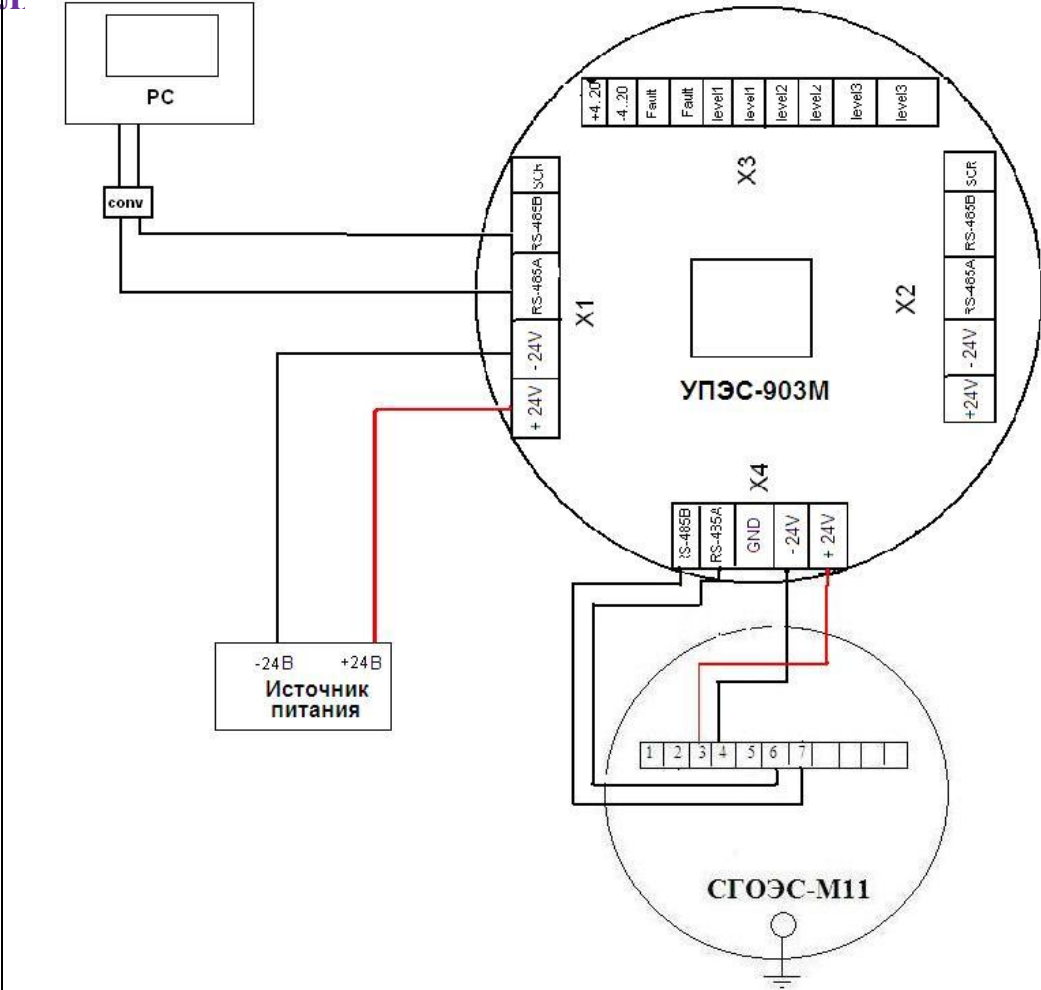 л.
PC
conv
+4..20
-4..20
Fault
Fault
level1
level1
level2
level2
level3
level3
X3
SCR
RS-485B
RS-485A
-24V
+24V
X1
SCR
RS-485B
RS-485A
-24V
+24V
X2
УПЭС-903М
X4
RS-485B
RS-485A
GND
-24V
+24V
-24В +24В
Источник
питания
1 2 3 4 5 6 7
СГОЭС-М11